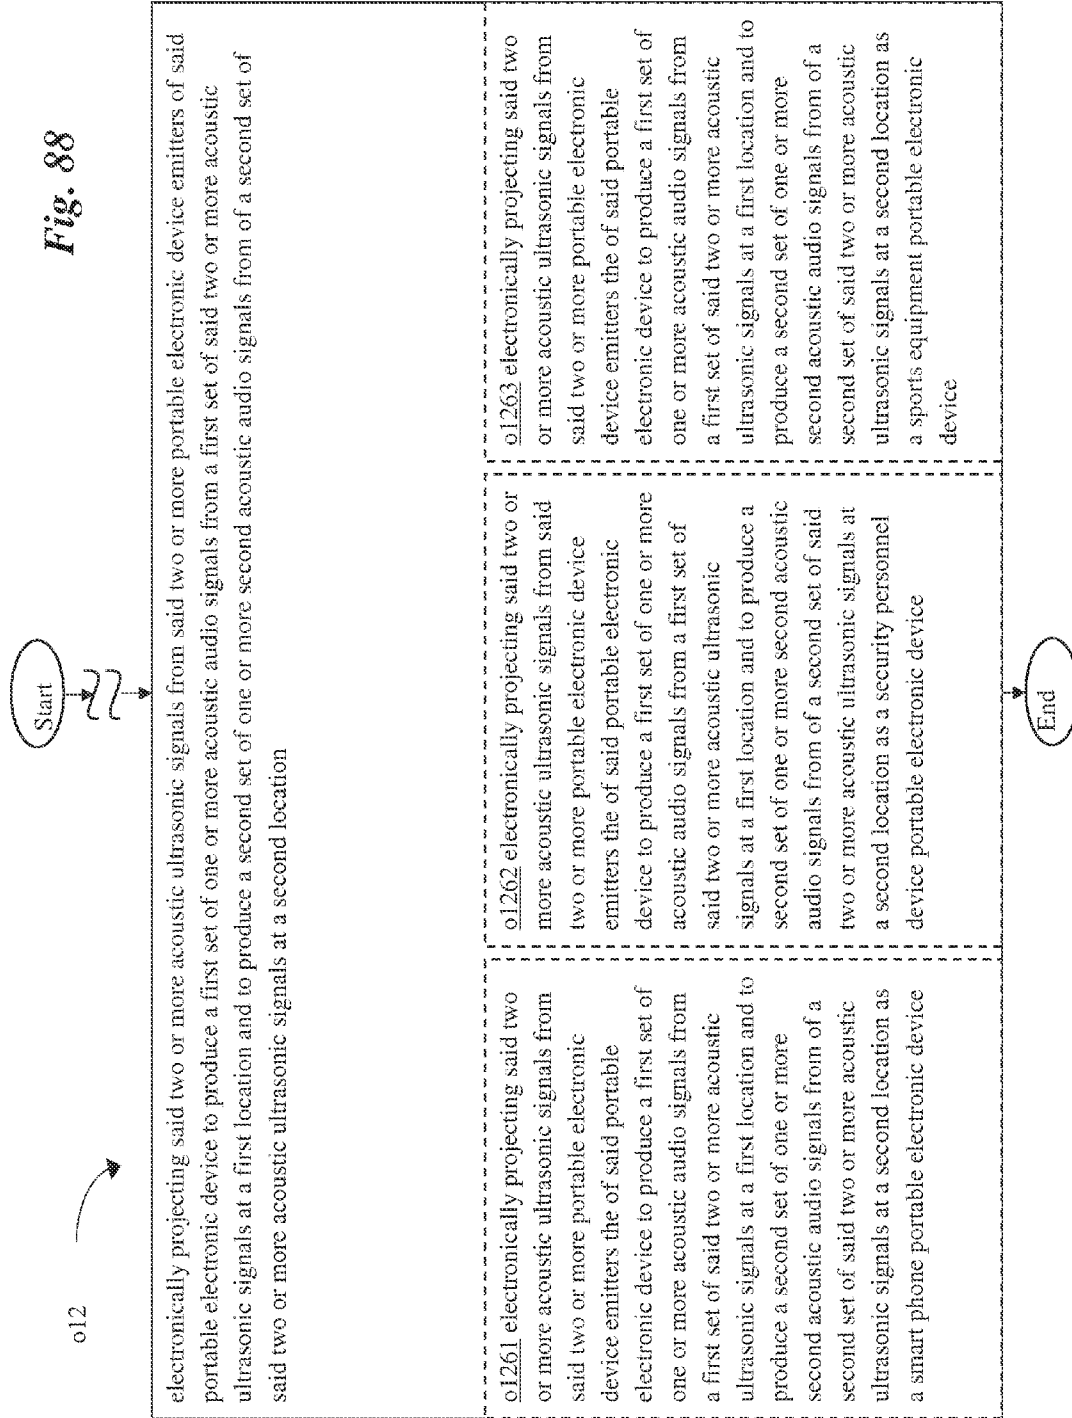 Fig. 88
o12
Start
electronically projecting said two or more acoustic ultrasonic signals from said two or more portable electronic device emitters of said
portable electronic device to produce a first set of one or more acoustic audio signals from a first set of said two or more acoustic
ultrasonic signals at a first location and to produce a second set of one or more second acoustic audio signals from of a second set of
said two or more acoustic ultrasonic signals at a second location
o1261 electronically projecting said two
or more acoustic ultrasonic signals from
said two or more portable electronic
device emitters the of said portable
electronic device to produce a first set of
one or more acoustic audio signals from
a first set of said two or more acoustic
ultrasonic signals at a first location and to
produce a second set of one or more
second acoustic audio signals from of a
second set of said two or more acoustic
ultrasonic signals at a second location as
a smart phone portable electronic device
o1262 electronically projecting said two or
more acoustic ultrasonic signals from said
two or more portable electronic device
emitters the of said portable electronic
device to produce a first set of one or more
acoustic audio signals from a first set of
said two or more acoustic ultrasonic
signals at a first location and to produce a
second set of one or more second acoustic
audio signals from of a second set of said
two or more acoustic ultrasonic signals at
a second location as a security personnel
device portable electronic device
o1263 electronically projecting said two
or more acoustic ultrasonic signals from
said two or more portable electronic
device emitters the of said portable
electronic device to produce a first set of
one or more acoustic audio signals from
a first set of said two or more acoustic
ultrasonic signals at a first location and to
produce a second set of one or more
second acoustic audio signals from of a
second set of said two or more acoustic
ultrasonic signals at a second location as
a sports equipment portable electronic
device
End